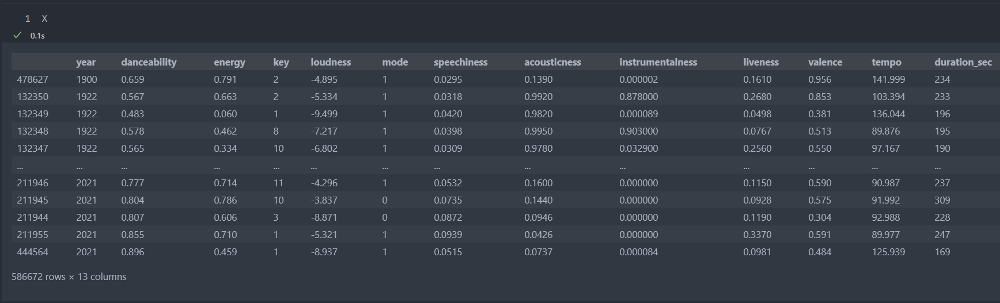 1 X
0.1s
year danceability energy key loudness mode speechiness acousticness instrumentalness liveness valence tempo duration_sec
478627 1900 0.659 0.791 2 -4.895 1 0.0295 0.1390 0.000002 0.1610 0.956 141.999 234
132350 1922 0.567 0.663 2 -5.334 1 0.0318 0.9920 0.878000 0.2680 0.853 103.394 233
132349 1922 0.483 0.060 1 -9.499 1 0.0420 0.9820 0.000089 0.0498 0.381 136.044 196
132348 1922 0.578 0.462 8 -7.217 1 0.0398 0.9950 0.903000 0.0767 0.513 89.876 195
132347 1922 0.565 0.334 10 -6.802 1 0.0309 0.9780 0.032900 0.2560 0.550 97.167 190
... ... ... ... ... ... ... ... ... ... ... ... ... ...
211946 2021 0.777 0.714 11 -4.296 1 0.0532 0.1600 0.000000 0.1150 0.590 90.987 237
211945 2021 0.804 0.786 10 -3.837 0 0.0735 0.1440 0.000000 0.0928 0.575 91.992 309
211944 2021 0.807 0.606 3 -8.871 0 0.0872 0.0946 0.000000 0.1190 0.304 92.988 228
211955 2021 0.855 0.710 1 -5.321 1 0.0939 0.0426 0.000000 0.3370 0.591 89.977 247
444564 2021 0.896 0.459 1 -8.937 1 0.0515 0.0737 0.000084 0.0981 0.484 125.939 169
586672 rows × 13 columns